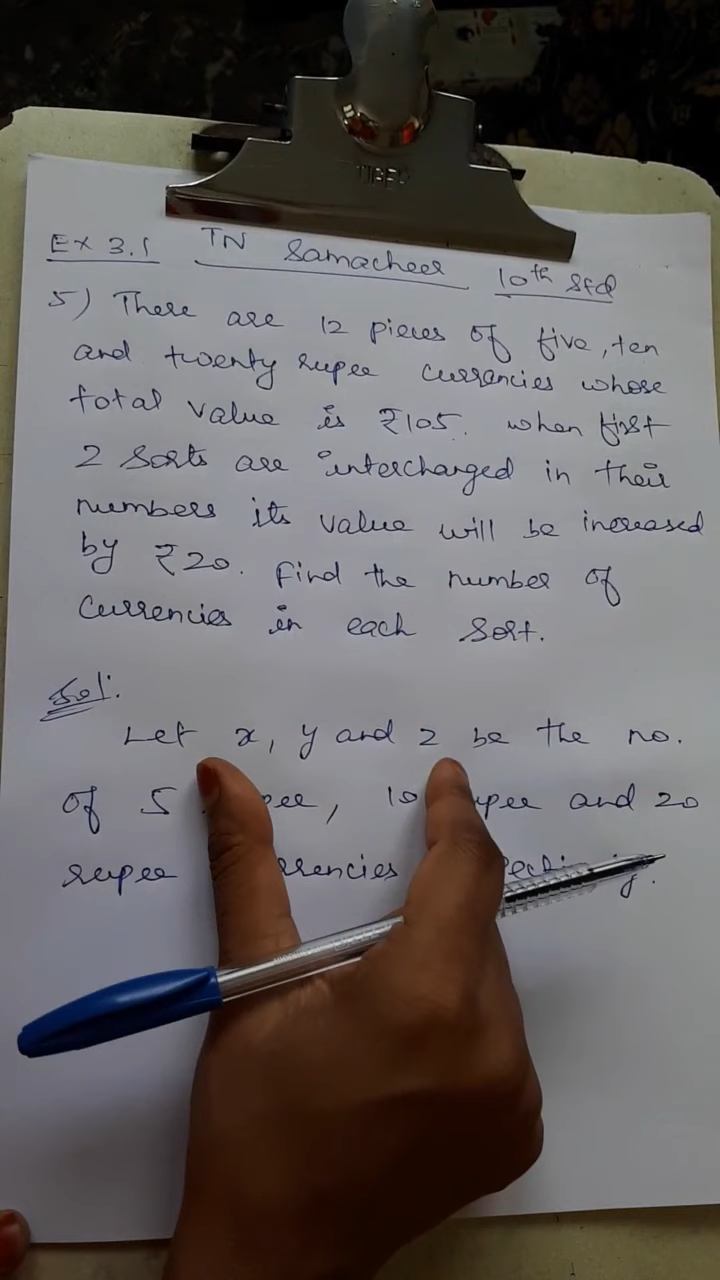 TIGER
Ex 3.1 TN Samacheer 10th std
5) There are 12 pieces of five, ten
and twenty rupee currencies whose
total value is ₹105. when first
2 sorts are interchanged in their
numbers its value will be increased
by ₹20. Find the number of
currencies in each sort.
Sol:
Let x, y and z be the no.
of 5 10 and 20
rupee